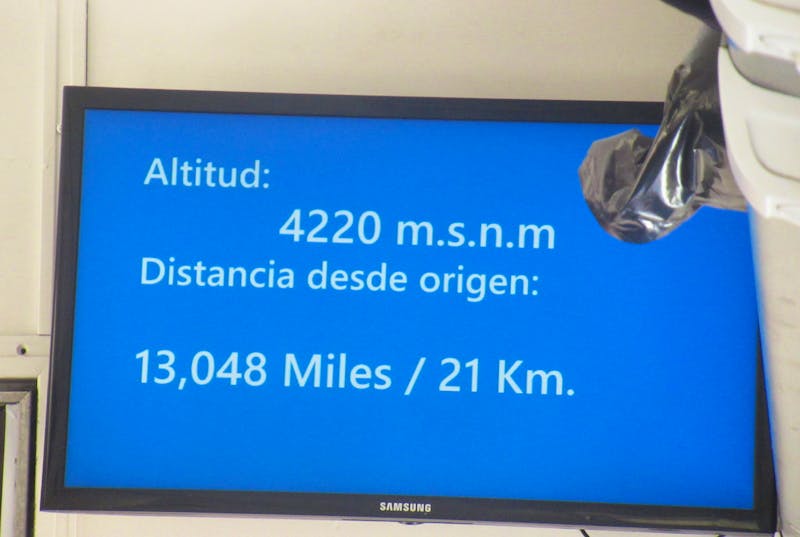 Altitud:
4220 m.s.n.m
Distancia desde origen:
13,048 Miles / 21 Km.
SAMSUNG